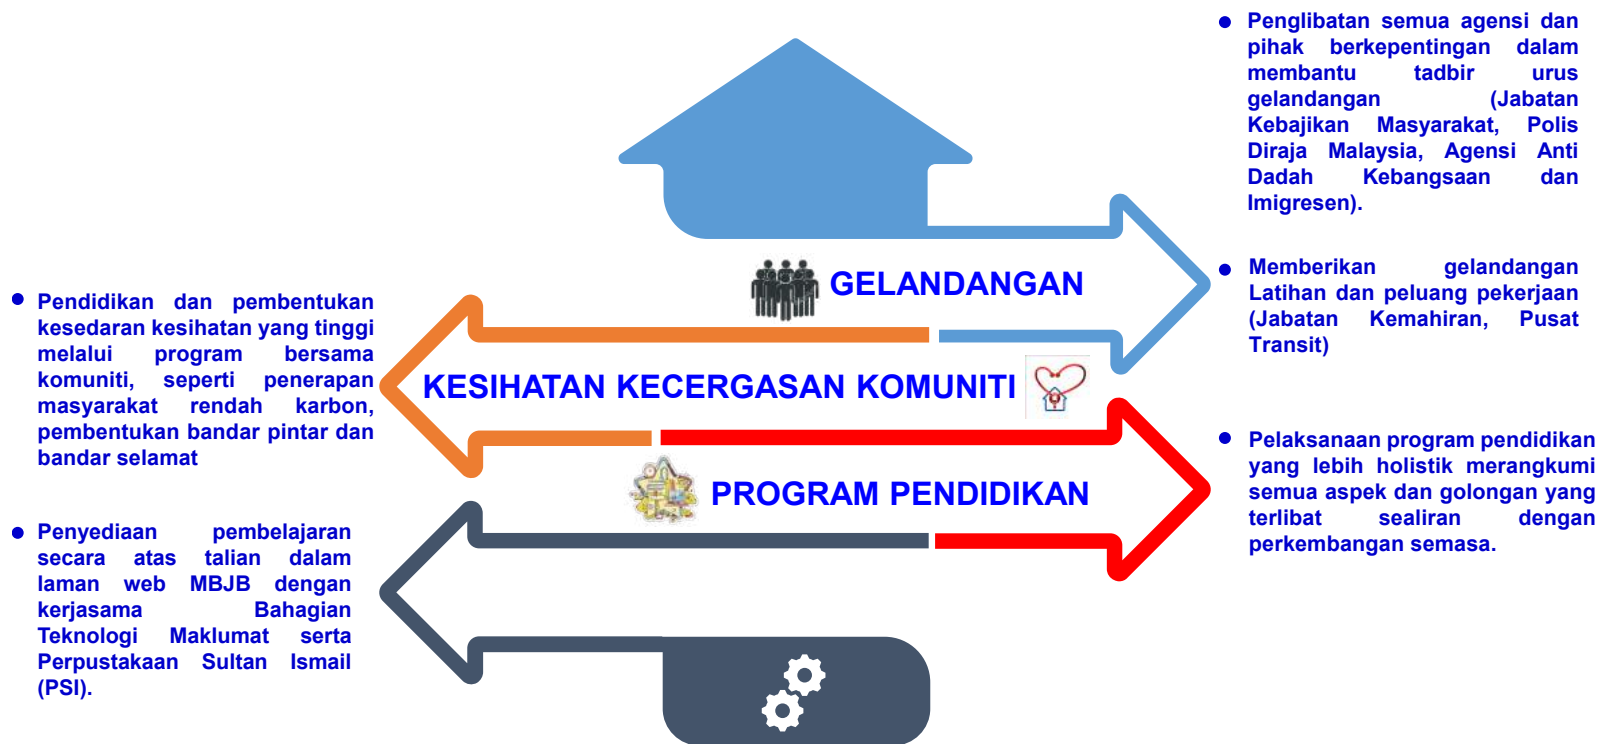 Penglibatan semua agensi dan
pihak berkepentingan dalam
membantu tadbir urus
gelandangan (Jabatan
Kebajikan Masyarakat, Polis
Diraja Malaysia, Agensi Anti
Dadah Kebangsaan dan
Imigresen).
GELANDANGAN
Memberikan gelandangan
Latihan dan peluang pekerjaan
(Jabatan Kemahiran, Pusat
Transit)
Pendidikan dan pembentukan
kesedaran kesihatan yang tinggi
melalui program bersama
komuniti, seperti penerapan
masyarakat rendah karbon,
pembentukan bandar pintar dan
bandar selamat
KESIHATAN KECERGASAN KOMUNITI
PROGRAM PENDIDIKAN
Pelaksanaan program pendidikan
yang lebih holistik merangkumi
semua aspek dan golongan yang
terlibat sealiran dengan
perkembangan semasa.
Penyediaan pembelajaran
secara atas talian dalam
laman web MBJB dengan
kerjasama Bahagian
Teknologi Maklumat serta
Perpustakaan Sultan Ismail
(PSI).